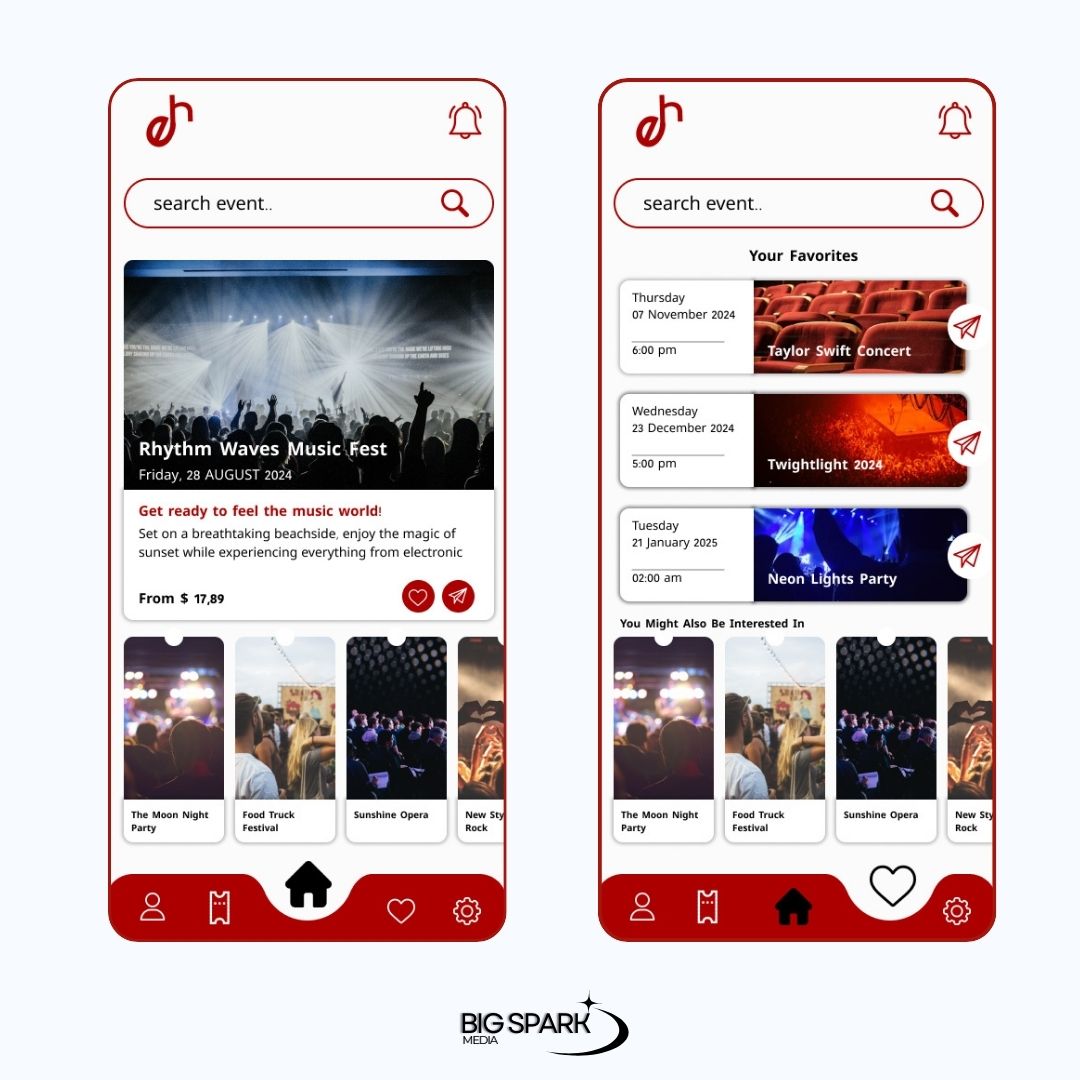 eh
search event..
Rhythm Waves Music Fest
Friday, 28 AUGUST 2024
Get ready to feel the music world!
Set on a breathtaking beachside, enjoy the magic of
sunset while experiencing everything from electronic
From $ 17,89
The Moon Night
Party
Food Truck
Festival
Sunshine Opera
New Sty
Rock
eh
search event..
Your Favorites
Thursday
07 November 2024
6:00 pm
Taylor Swift Concert
Wednesday
23 December 2024
5:00 pm
Twightlight 2024
Tuesday
21 January 2025
02:00 am
Neon Lights Party
You Might Also Be Interested In
The Moon Night
Party
Food Truck
Festival
Sunshine Opera
New Sty
Rock
BIG SPARK
MEDIA